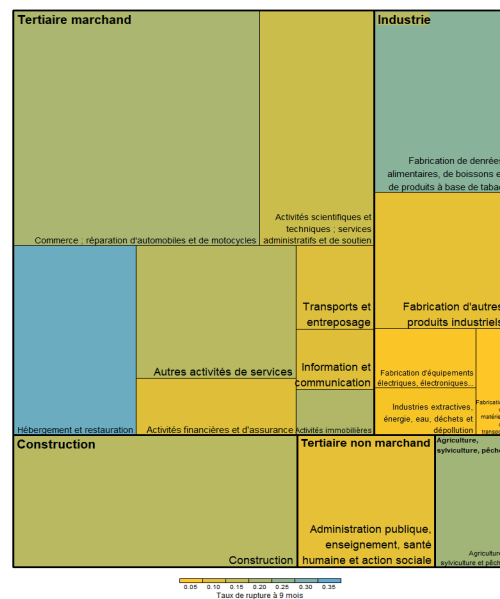 Tertiaire marchand
Commerce ; réparation d'automobiles et de motocycles
Activités scientifiques et
techniques ; services
administratifs et de soutien
Hébergement et restauration
Autres activités de services
Activités financières et d'assurance
Transports et
entreposage
Information et
communication
Activités immobilières
Industrie
Fabrication de denrées
alimentaires, de boissons e
de produits à base de taba
Fabrication d'autres
produits industriels
Fabrication d'équipements
électriques, électroniques...
Industries extractives,
énergie, eau, déchets et
dépollution
Fabricatio
matérie
transpo
Construction
Construction
Tertiaire non marchand
Administration publique,
enseignement, santé
humaine et action sociale
Agriculture,
sylviculture, pêche
Agriculture
sylviculture et pêch
0.05 0.10 0.15 0.20 0.25 0.30 0.35
Taux de rupture à 9 mois